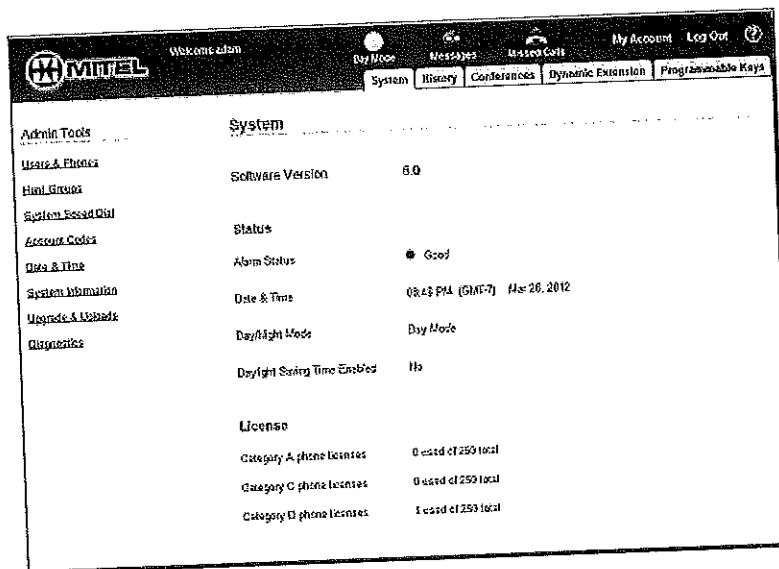 MITEL
Welcome adam
Day Mode
Messages
Missed Calls
My Account Log Out ?
System History Conferences Dynamic Extension Programmable Keys
Admin Tools
Users & Phones
Hunt Groups
System Speed Dial
Account Codes
Date & Time
System Information
Upgrade & Uploads
Diagnostics
System
Software Version 6.0
Status
Alarm Status Good
Date & Time PM (GMT-7) Mar 26, 2012
Day/Night Mode Day Mode
Daylight Saving Time Enabled No
License
Category A phone licenses 0 used of 250 total
Category C phone licenses 0 used of 250 total
Category D phone licenses 1 used of 250 total